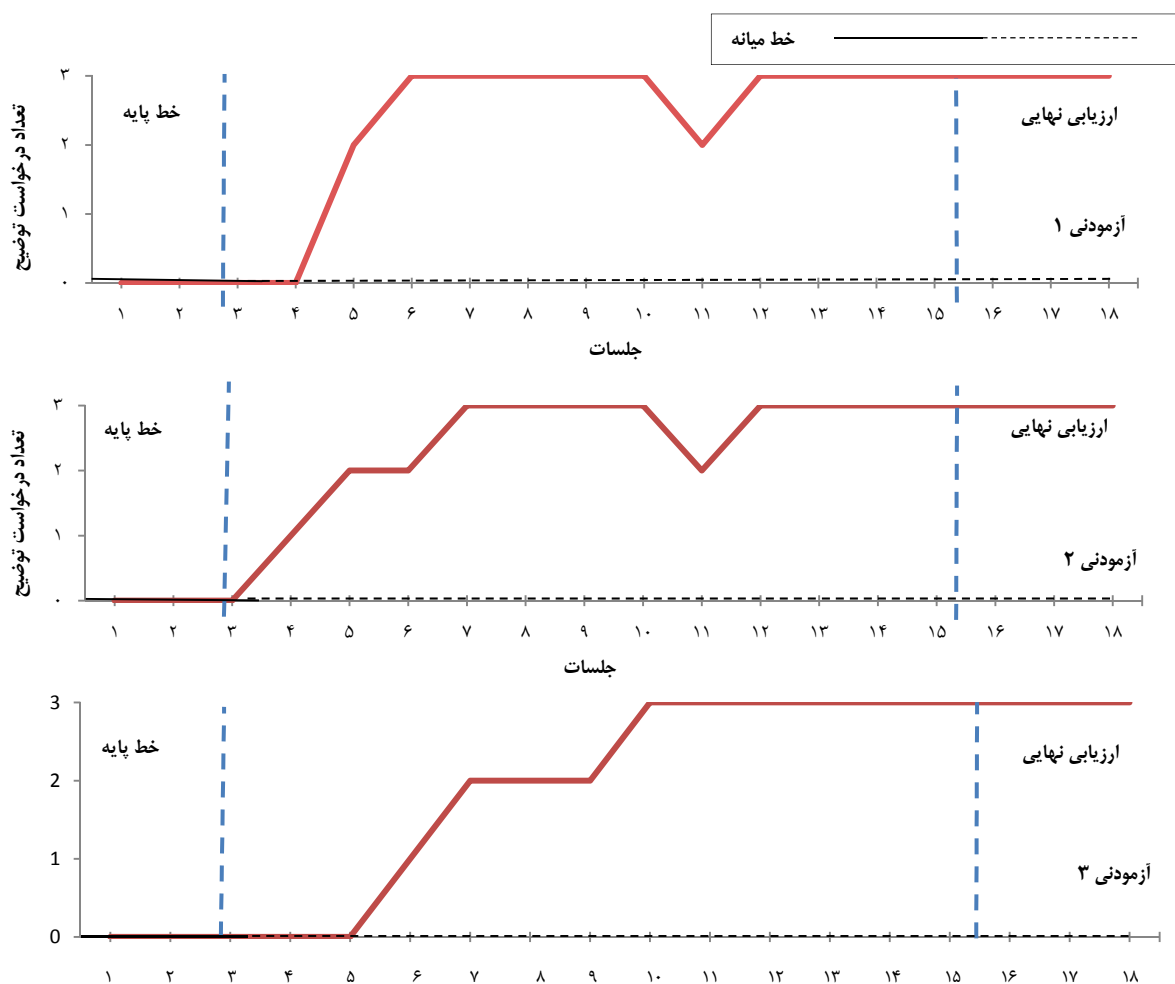 خط میانه
تعداد درخواست توضیح
۳
۲
۱
۰
خط پایه
ارزیابی نهایی
آزمودنی ۱
۱ ۲ ۳ ۴ ۵ ۶ ۷ ۸ ۹ ۱۰ ۱۱ ۱۲ ۱۳ ۱۴ ۱۵ ۱۶ ۱۷ ۱۸
جلسات
تعداد درخواست توضیح
۳
۲
۱
۰
خط پایه
ارزیابی نهایی
آزمودنی ۲
۱ ۲ ۳ ۴ ۵ ۶ ۷ ۸ ۹ ۱۰ ۱۱ ۱۲ ۱۳ ۱۴ ۱۵ ۱۶ ۱۷ ۱۸
جلسات
3
2
1
0
خط پایه
ارزیابی نهایی
آزمودنی ۳
۱ ۲ ۳ ۴ ۵ ۶ ۷ ۸ ۹ ۱۰ ۱۱ ۱۲ ۱۳ ۱۴ ۱۵ ۱۶ ۱۷ ۱۸